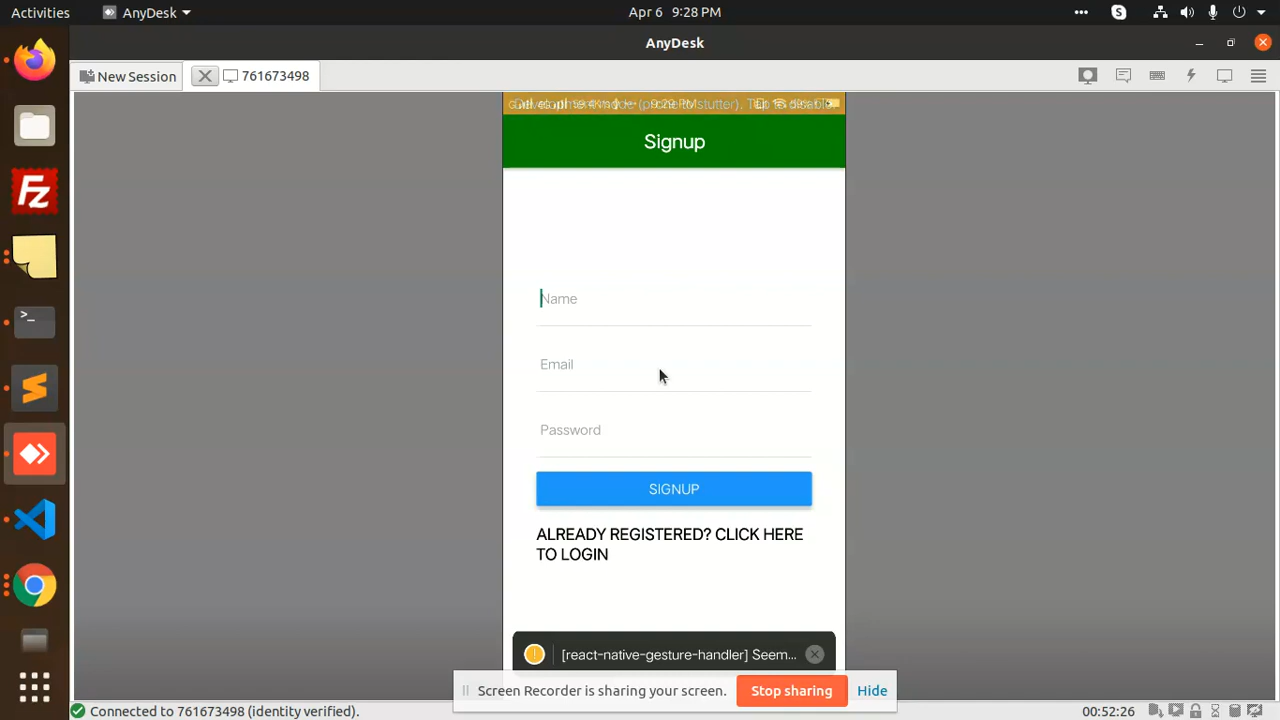 Activities
AnyDesk
Apr 6 9:28 PM
AnyDesk
New Session
761673498
Signup
Name
Email
Password
SIGNUP
ALREADY REGISTERED? CLICK HERE
TO LOGIN
[react-native-gesture-handler] Seem...
Screen Recorder is sharing your screen.
Stop sharing
Hide
Connected to 761673498 (identity verified).
00:52:26